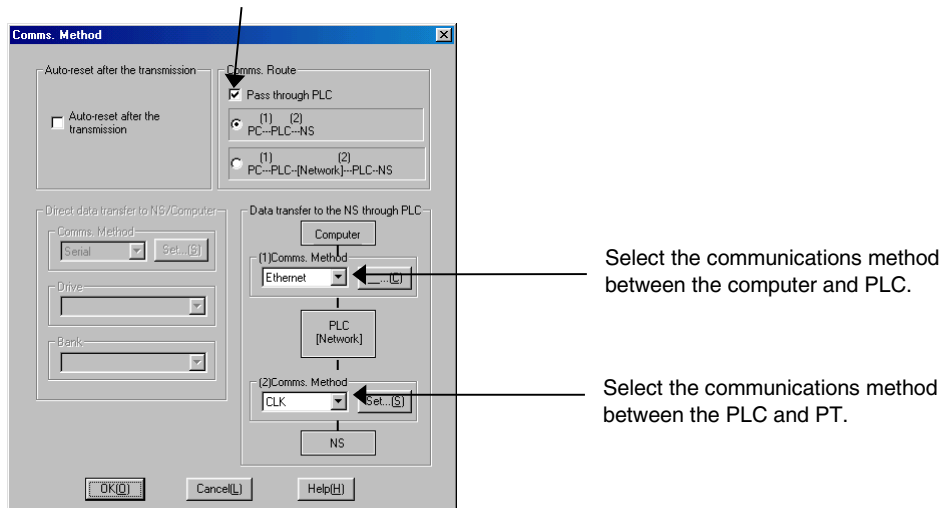 Comms. Method
Auto-reset after the transmission
Auto-reset after the
transmission
Comms. Route
Pass through PLC
(1) (2)
PC---PLC---NS
(1) (2)
PC---PLC--[Network]---PLC--NS
Direct data transfer to NS/Computer
Comms. Method
Serial
Set...(S)
Drive
Bank
Data transfer to the NS through PLC
Computer
(1)Comms. Method
Ethernet
...(C)
PLC
[Network]
(2)Comms. Method
CLK
Set...(S)
NS
Select the communications method
between the computer and PLC.
Select the communications method
between the PLC and PT.
OK(O)
Cancel(L)
Help(H)